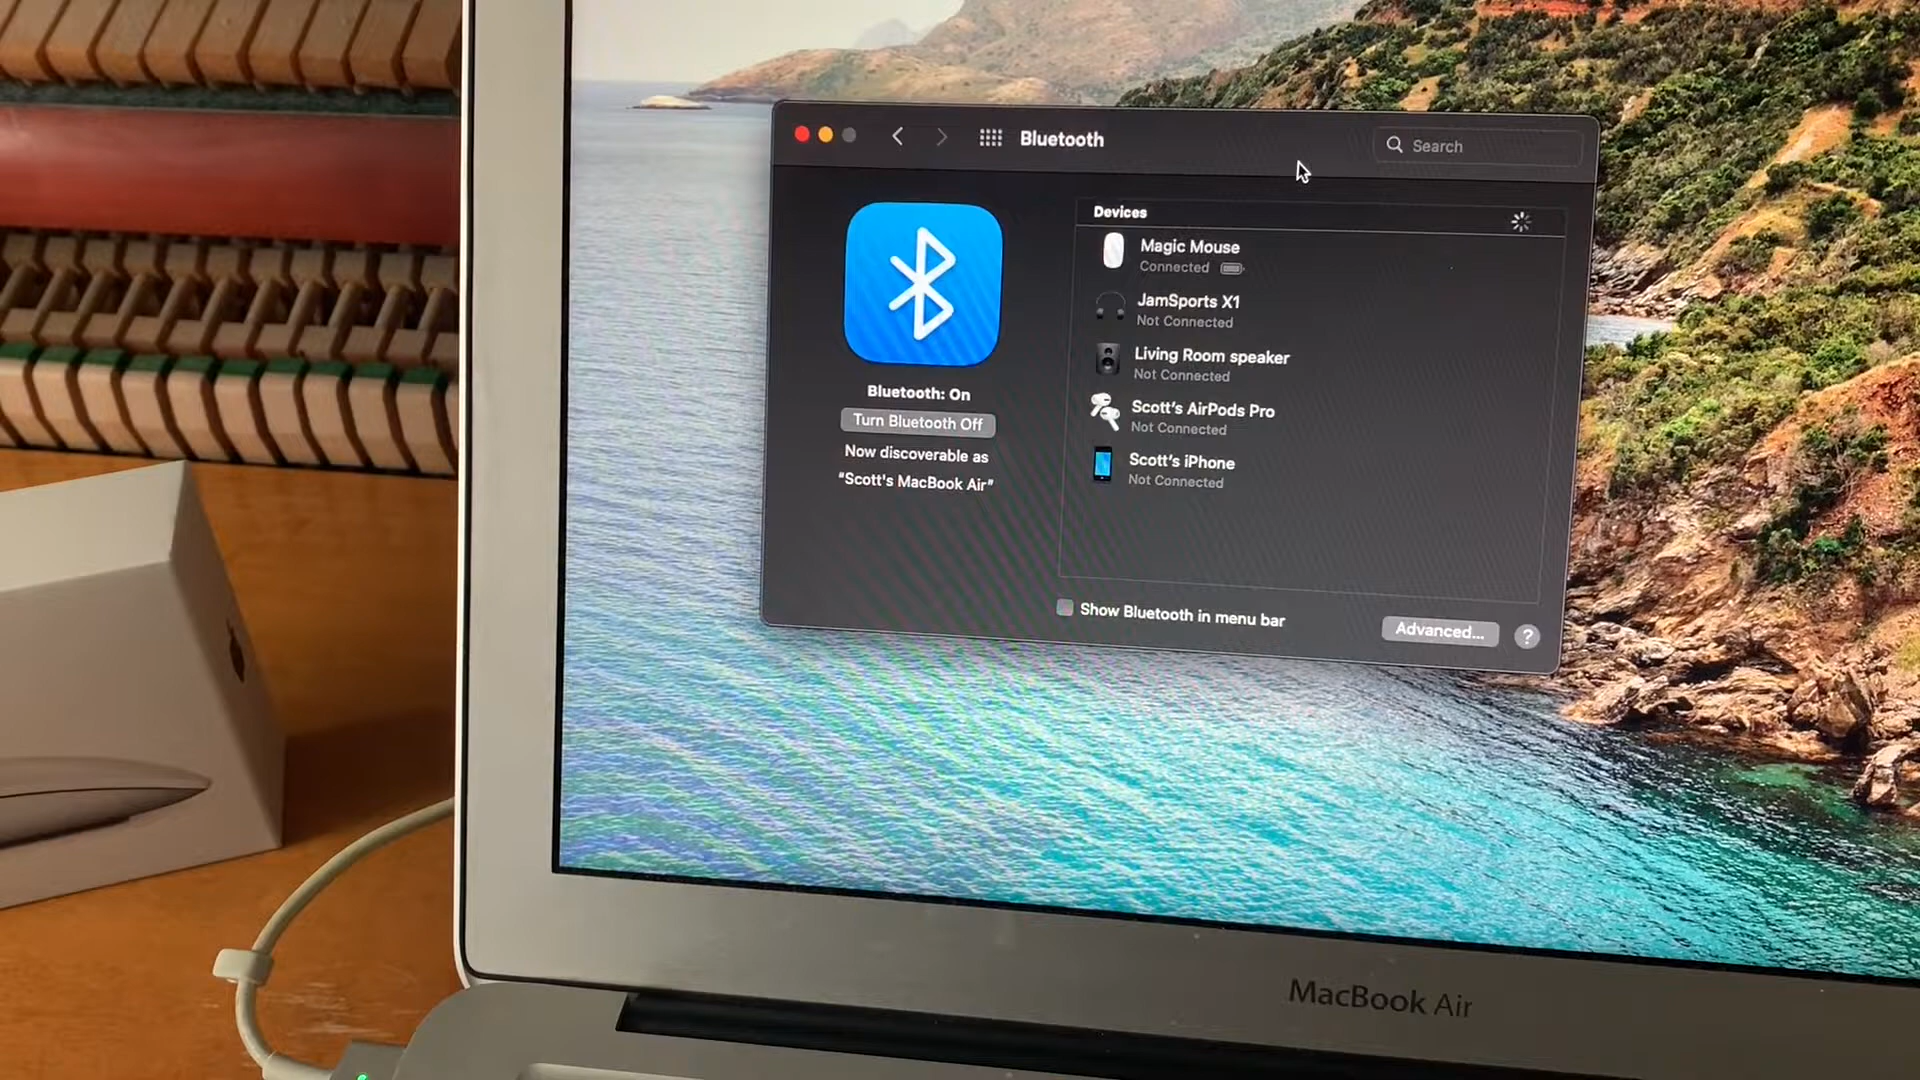 Bluetooth
Search
Devices
Magic Mouse
Connected
JamSports X1
Not Connected
Living Room speaker
Not Connected
Scott's AirPods Pro
Not Connected
Scott's iPhone
Not Connected
Bluetooth: On
Turn Bluetooth Off
Now discoverable as
"Scott's MacBook Air"
Show Bluetooth in menu bar
Advanced...
?
MacBook Air